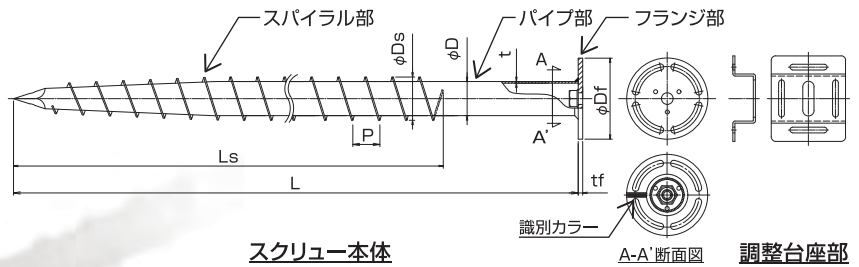 スパイラル部
パイプ部
フランジ部
φDs
φD
t
A
A'
φDf
P
Ls
L
tf
識別カラー
スクリュー本体
A-A'断面図
調整台座部